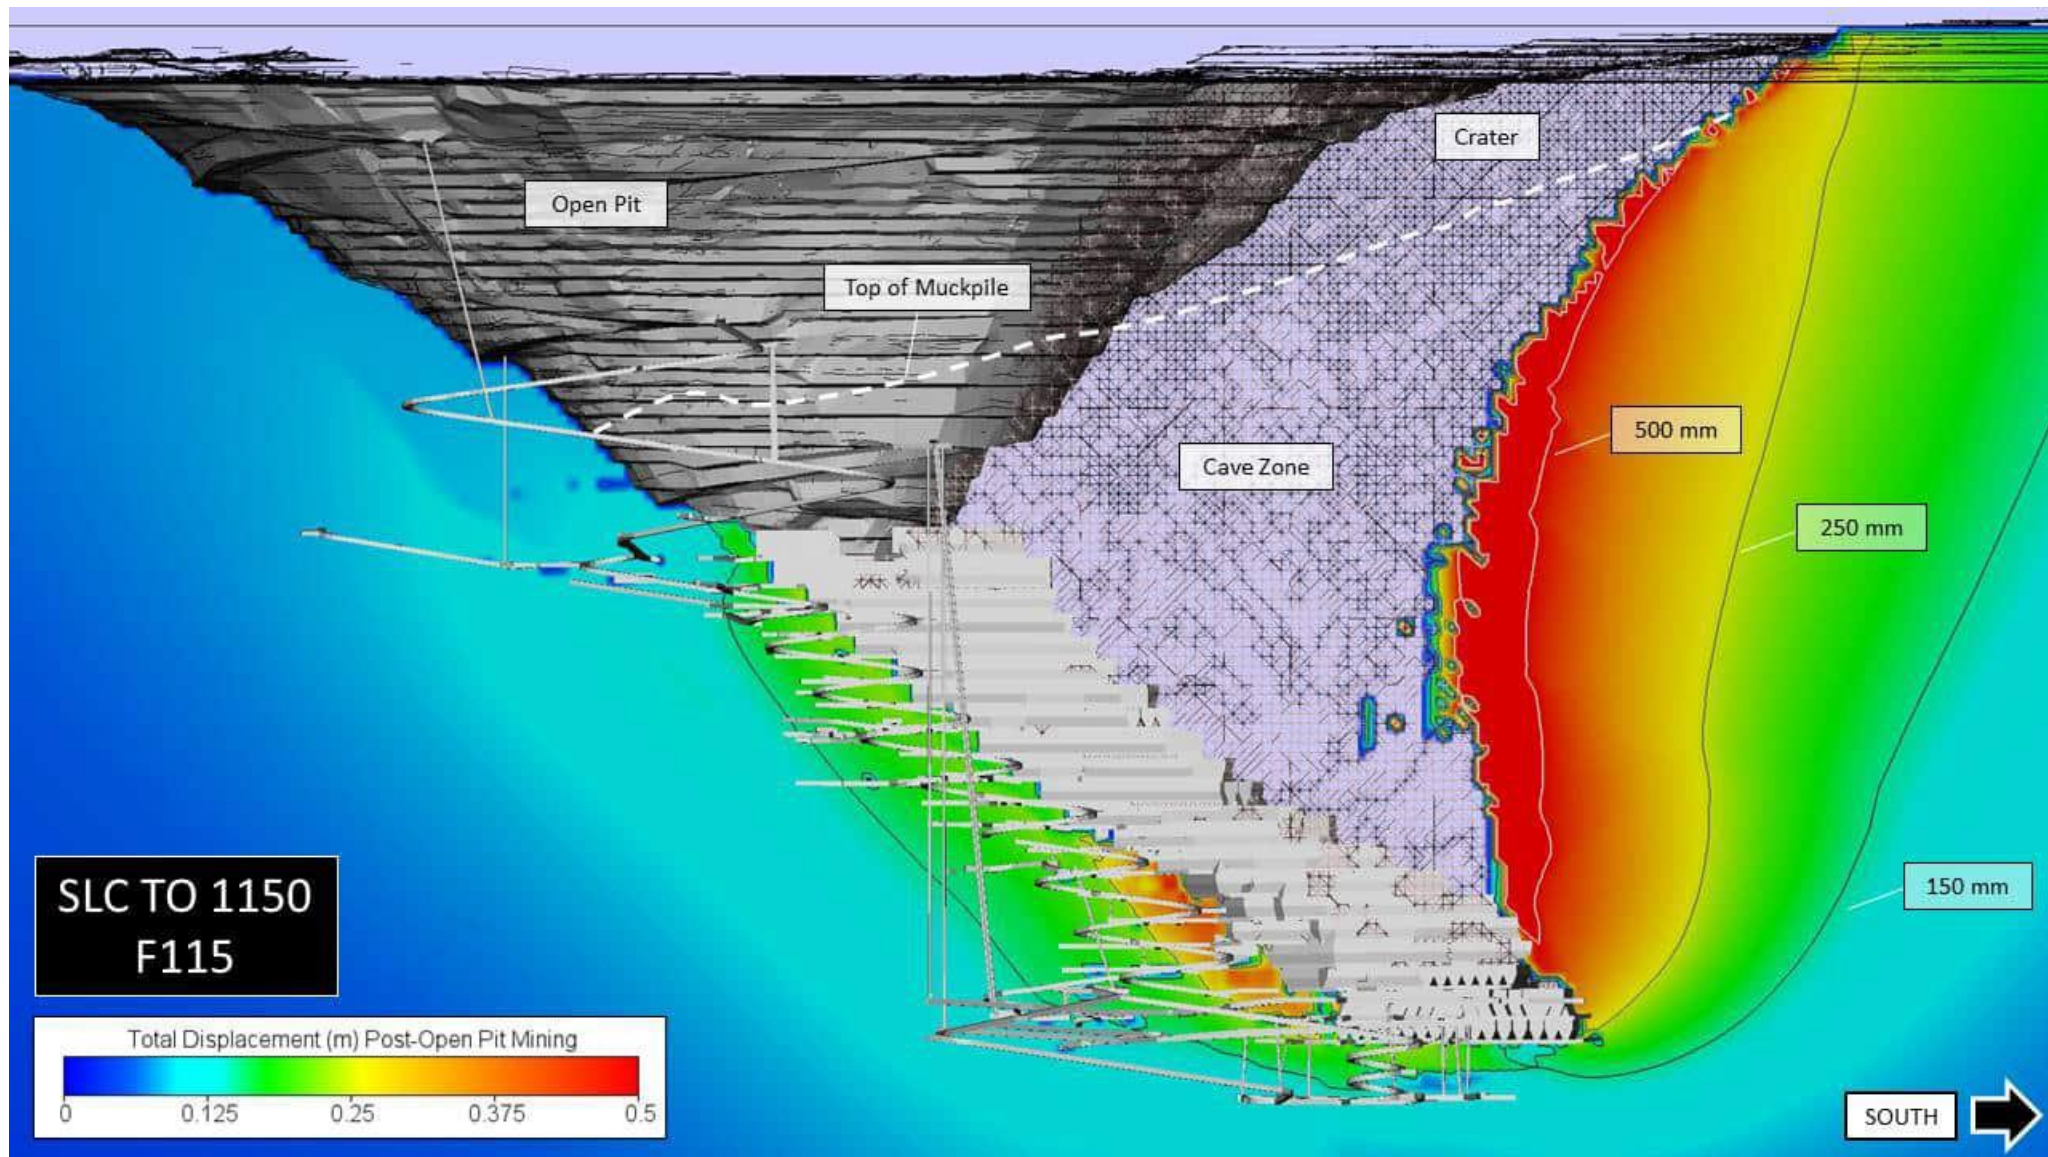 Crater
Open Pit
Top of Muckpile
500 mm
Cave Zone
250 mm
150 mm
SLC TO 1150
F115
Total Displacement (m) Post-Open Pit Mining
0 0.125 0.25 0.375 0.5
SOUTH